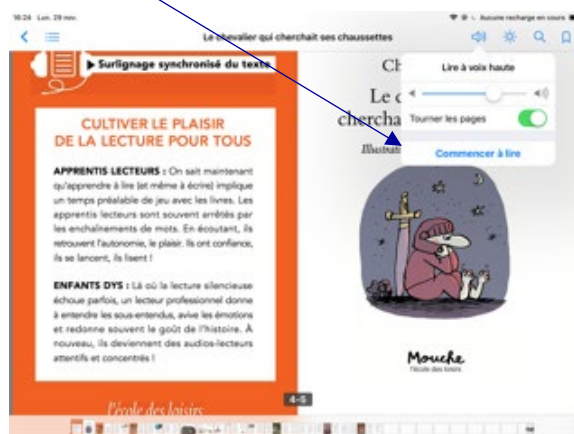 16:24 Lun. 29 nov.
Aucune recharge en cours
Le chevalier qui cherchait ses chaussettes
Surlignage synchronisé du texte
CULTIVER LE PLAISIR
DE LA LECTURE POUR TOUS
APPRENTIS LECTEURS : On sait maintenant
qu'apprendre à lire (et même à écrire) implique
un temps préalable de jeu avec les livres. Les
apprentis lecteurs sont souvent arrêtés par
les enchaînements de mots. En écoutant, ils
retrouvent l'autonomie, le plaisir. Ils ont confiance,
ils se lancent, ils lisent !
ENFANTS DYS : Là où la lecture silencieuse
échoue parfois, un lecteur professionnel donne
à entendre les sous-entendus, avive les émotions
et redonne souvent le goût de l'histoire. À
nouveau, ils deviennent des audios-lecteurs
attentifs et concentrés !
l'école des loisirs
Ch
Le c
chercha
Illustrat
Lire à voix haute
Tourner les pages
Commencer à lire
Mouche
l'école des loisirs
4-5